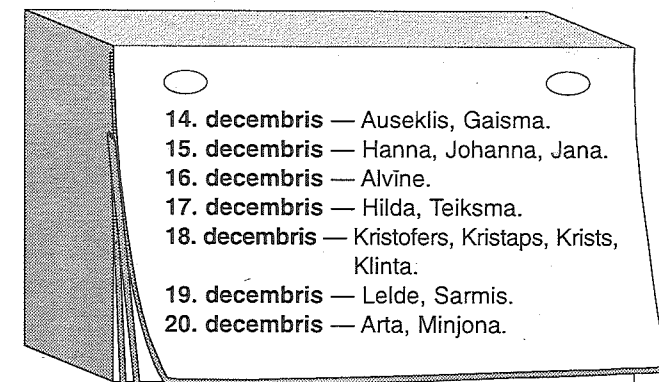 14. decembris — Auseklis, Gaisma.
15. decembris — Hanna, Johanna, Jana.
16. decembris — Alvīne.
17. decembris — Hilda, Teiksma.
18. decembris — Kristofers, Kristaps, Krists,
Klinta.
19. decembris — Lelde, Sarmis.
20. decembris — Arta, Minjona.